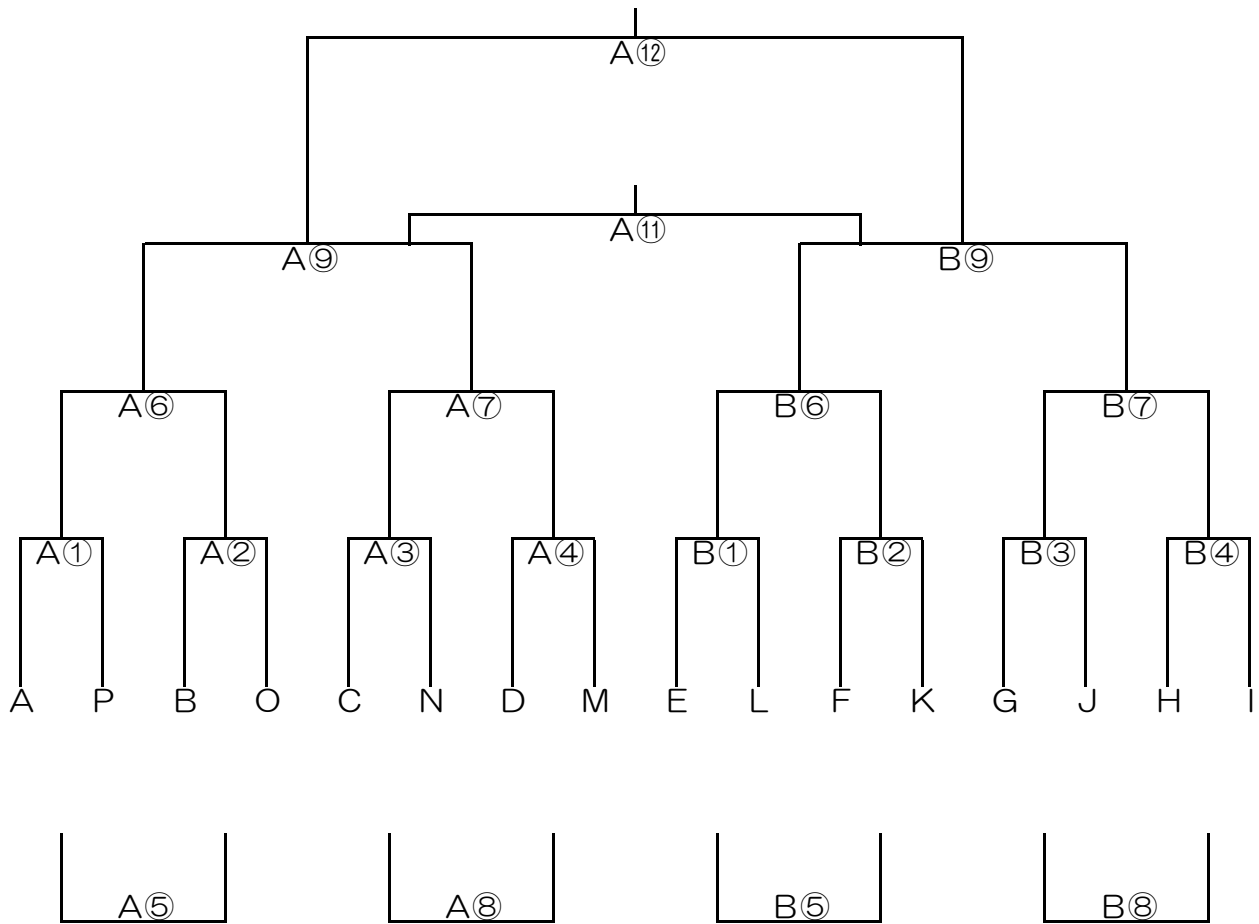 A⑫
A⑪
A⑨ B⑨
A⑥ A⑦ B⑥ B⑦
A① A② A③ A④ B① B② B③ B④
A P B O C N D M E L F K G J H I
A⑤ A⑧ B⑤ B⑧